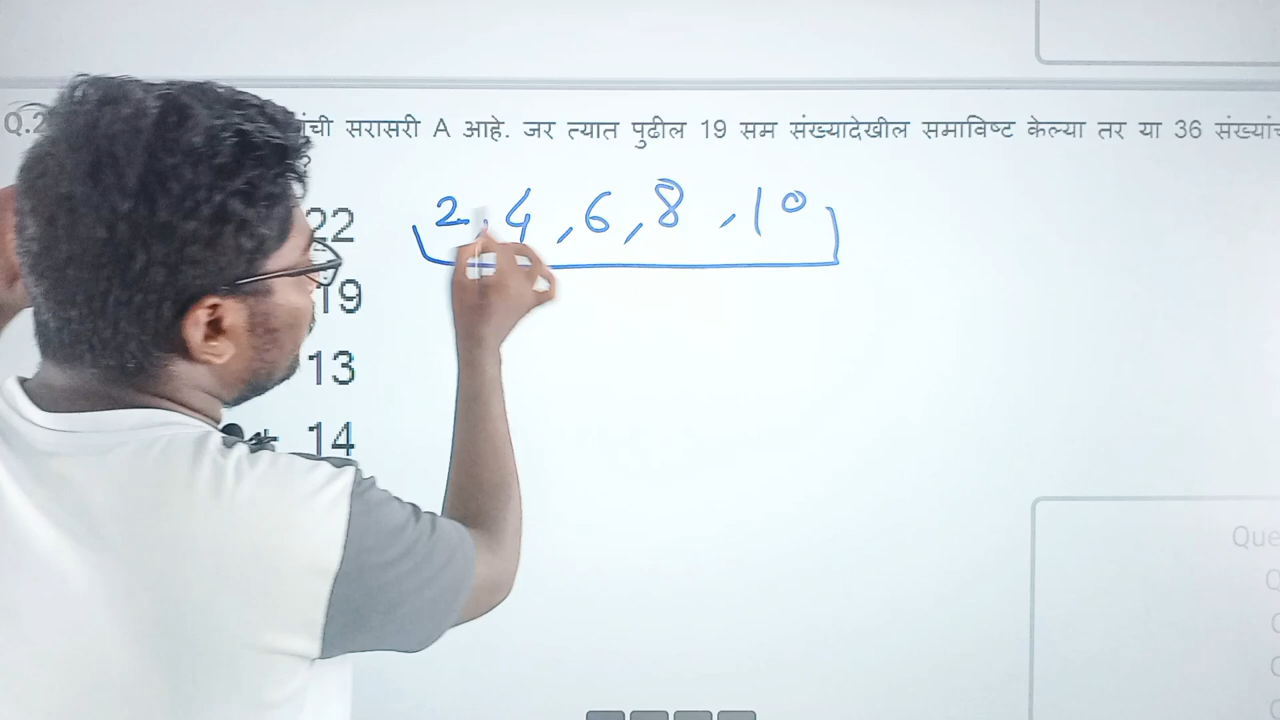 सरासरी A आहे. जर त्यात पुढील 19 सम संख्यादेखील समाविष्ट केल्या तर या 36
?
2, 4, 6, 8, 10
22
19
13
14
Que